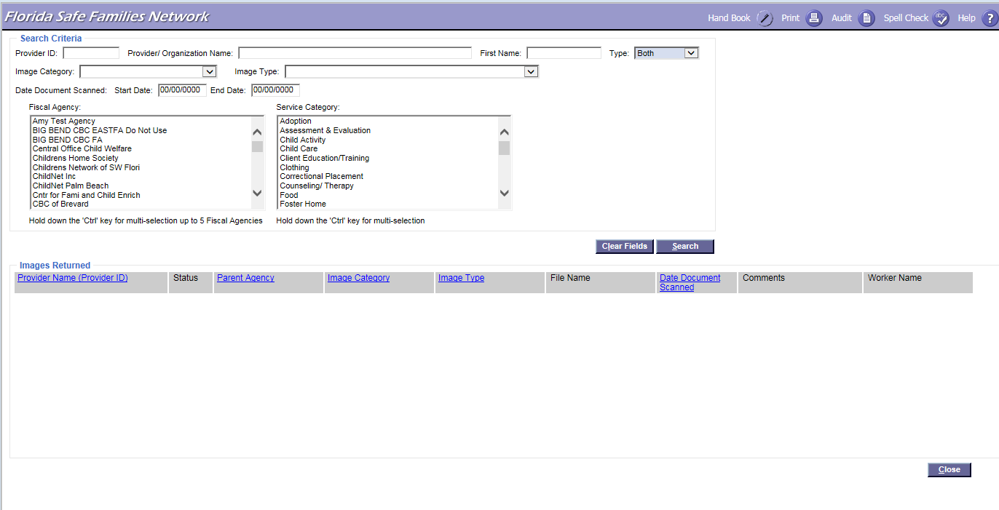 Florida Safe Families Network
Hand Book Print Audit Spell Check abc Help ?
Search Criteria
Provider ID: Provider/ Organization Name: First Name: Type: Both
Image Category: Image Type:
Date Document Scanned: Start Date: 00/00/0000 End Date: 00/00/0000
Fiscal Agency:
Amy Test Agency
BIG BEND CBC EASTFA Do Not Use
BIG BEND CBC FA
Central Office Child Welfare
Childrens Home Society
Childrens Network of SW Flori
ChildNet Inc
ChildNet Palm Beach
Cntr for Fami and Child Enrich
CBC of Brevard
Hold down the 'Ctrl' key for multi-selection up to 5 Fiscal Agencies
Service Category:
Adoption
Assessment & Evaluation
Child Activity
Child Care
Client Education/Training
Clothing
Correctional Placement
Counseling/ Therapy
Food
Foster Home
Hold down the 'Ctrl' key for multi-selection
Clear Fields Search
Images Returned
Provider Name (Provider ID) Status Parent Agency Image Category Image Type File Name Date Document Comments Worker Name
Scanned
Close